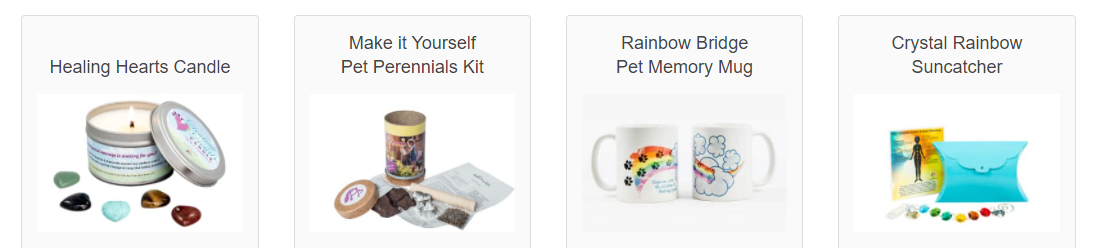 Healing Hearts Candle
Make it Yourself
Pet Perennials Kit
Rainbow Bridge
Pet Memory Mug
Crystal Rainbow
Suncatcher